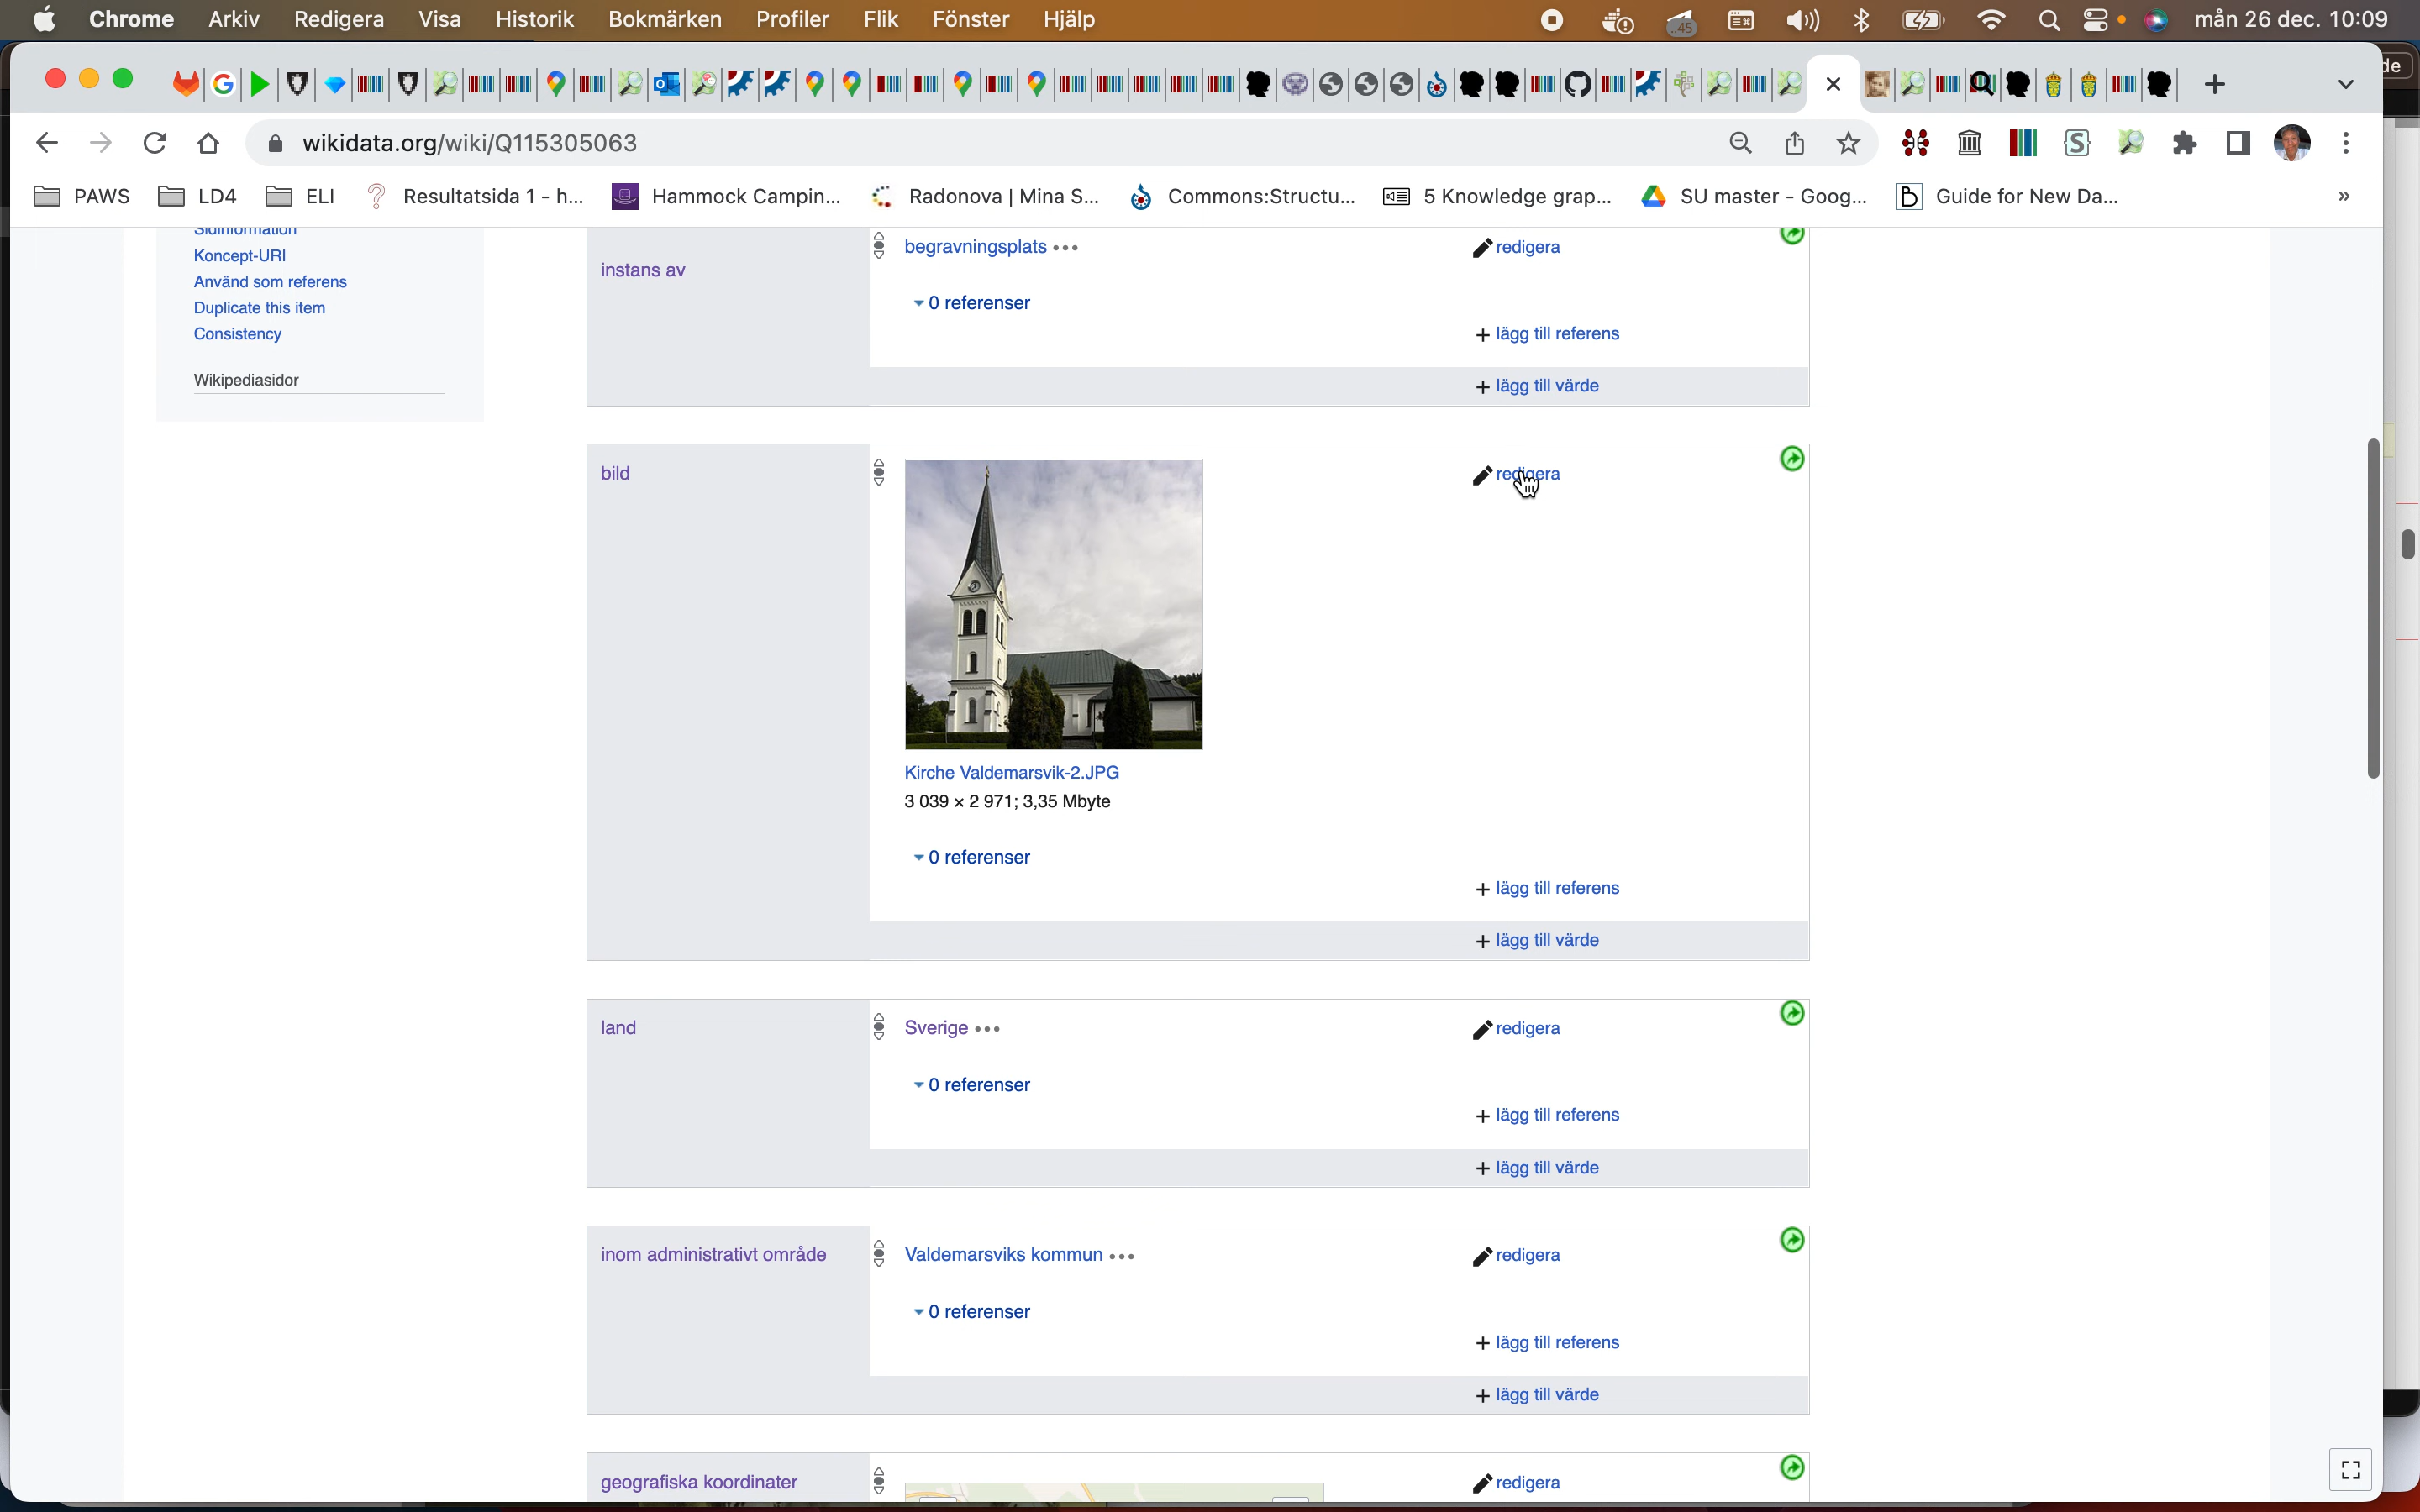 Chrome Arkiv Redigera Visa Historik Bokmärken Profiler Flik Fönster Hjälp ..45 mån 26 dec. 10:09
de
wikidata.org/wiki/Q115305063
PAWS LD4 ELI Resultatsida 1 - h... Hammock Campin... Radonova | Mina S... Commons:Structu... 5 Knowledge grap... SU master - Goog... Guide for New Da... »
Sidinformation
Koncept-URI
Använd som referens
Duplicate this item
Consistency
Wikipediasidor
instans av
begravningsplats
redigera
0 referenser
+ lägg till referens
+ lägg till värde
bild
redigera
Kirche Valdemarsvik-2.JPG
3 039 × 2 971; 3,35 Mbyte
0 referenser
+ lägg till referens
+ lägg till värde
land
Sverige
redigera
0 referenser
+ lägg till referens
+ lägg till värde
inom administrativt område
Valdemarsviks kommun
redigera
0 referenser
+ lägg till referens
+ lägg till värde
geografiska koordinater
redigera